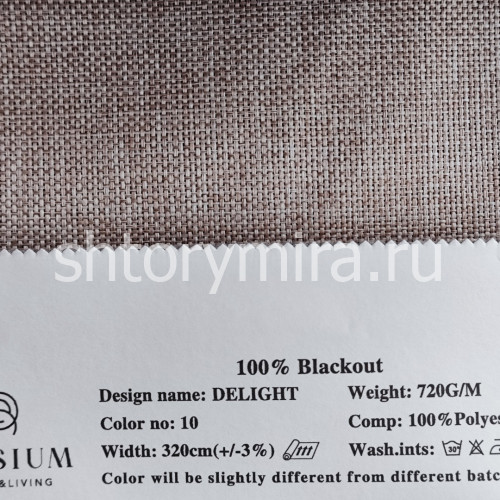 shtorymira.ru
100% Blackout
Design name: DELIGHT Weight: 720G/M
Color no: 10 Comp: 100%Polyes
Width: 320cm(+/-3%) Wash.ints: 30°
SIUM
&LIVING
Color will be slightly different from different batc